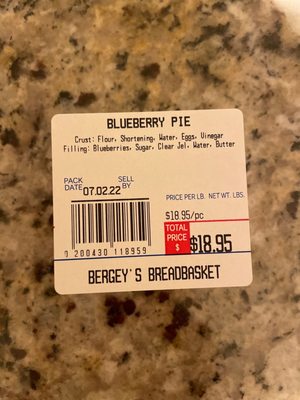 BLUEBERRY PIE
Crust: Flour, Shortening, Water, Eggs, Vinegar
Filling: Blueberries, Sugar, Clear Jel, Water, Butter
PACK DATE 07.02.22 SELL BY
PRICE PER LB. NET WT. LBS.
$18.95/pc
TOTAL PRICE $ $18.95
0 200430 118959
BERGEY'S BREADBASKET